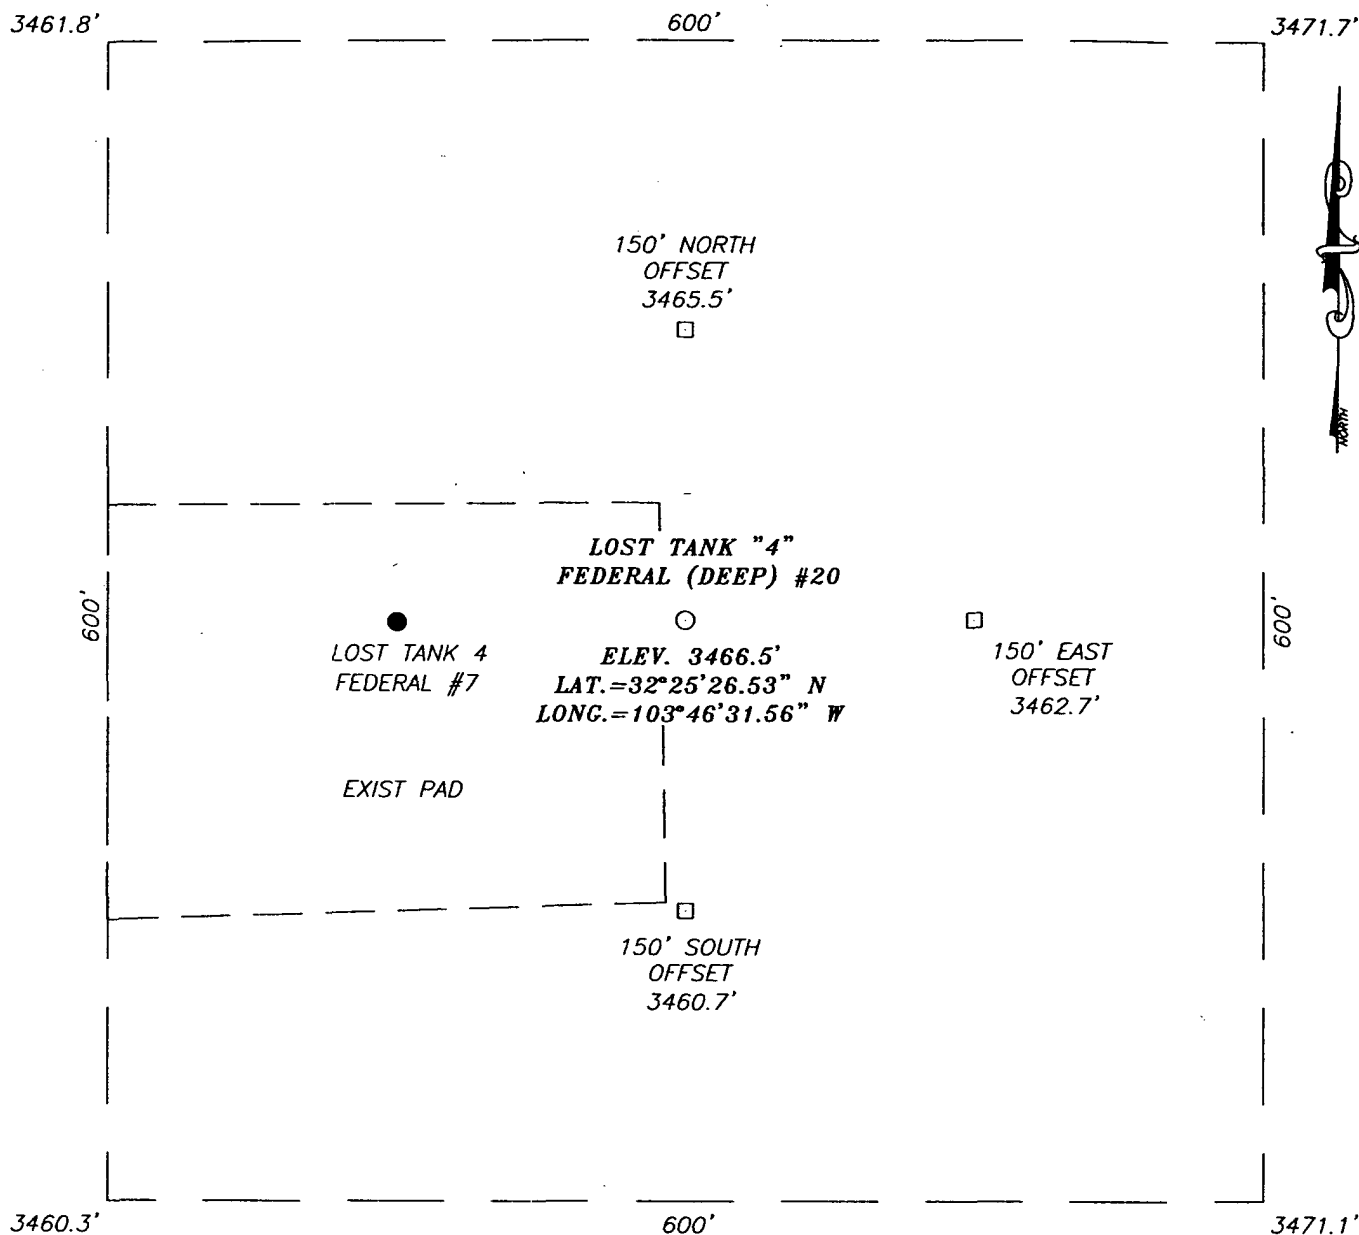 3461.8'
600'
3471.7'
NORTH
150' NORTH
OFFSET
3465.5'
LOST TANK "4"
FEDERAL (DEEP) #20
600'
600'
LOST TANK 4
FEDERAL #7
ELEV. 3466.5'
LAT.=32°25'26.53" N
LONG.=103°46'31.56" W
150' EAST
OFFSET
3462.7'
EXIST PAD
150' SOUTH
OFFSET
3460.7'
3460.3'
600'
3471.1'